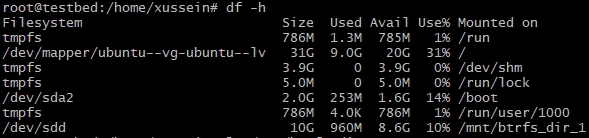 root@testbed:/home/xussein# df -h
Filesystem                         Size  Used Avail Use% Mounted on
tmpfs                              786M  1.3M  785M   1% /run
/dev/mapper/ubuntu--vg-ubuntu--lv   31G  9.0G   20G  31% /
tmpfs                              3.9G     0  3.9G   0% /dev/shm
tmpfs                              5.0M     0  5.0M   0% /run/lock
/dev/sda2                          2.0G  253M  1.6G  14% /boot
tmpfs                              786M  4.0K  786M   1% /run/user/1000
/dev/sdd                            10G  960M  8.6G  10% /mnt/btrfs_dir_1